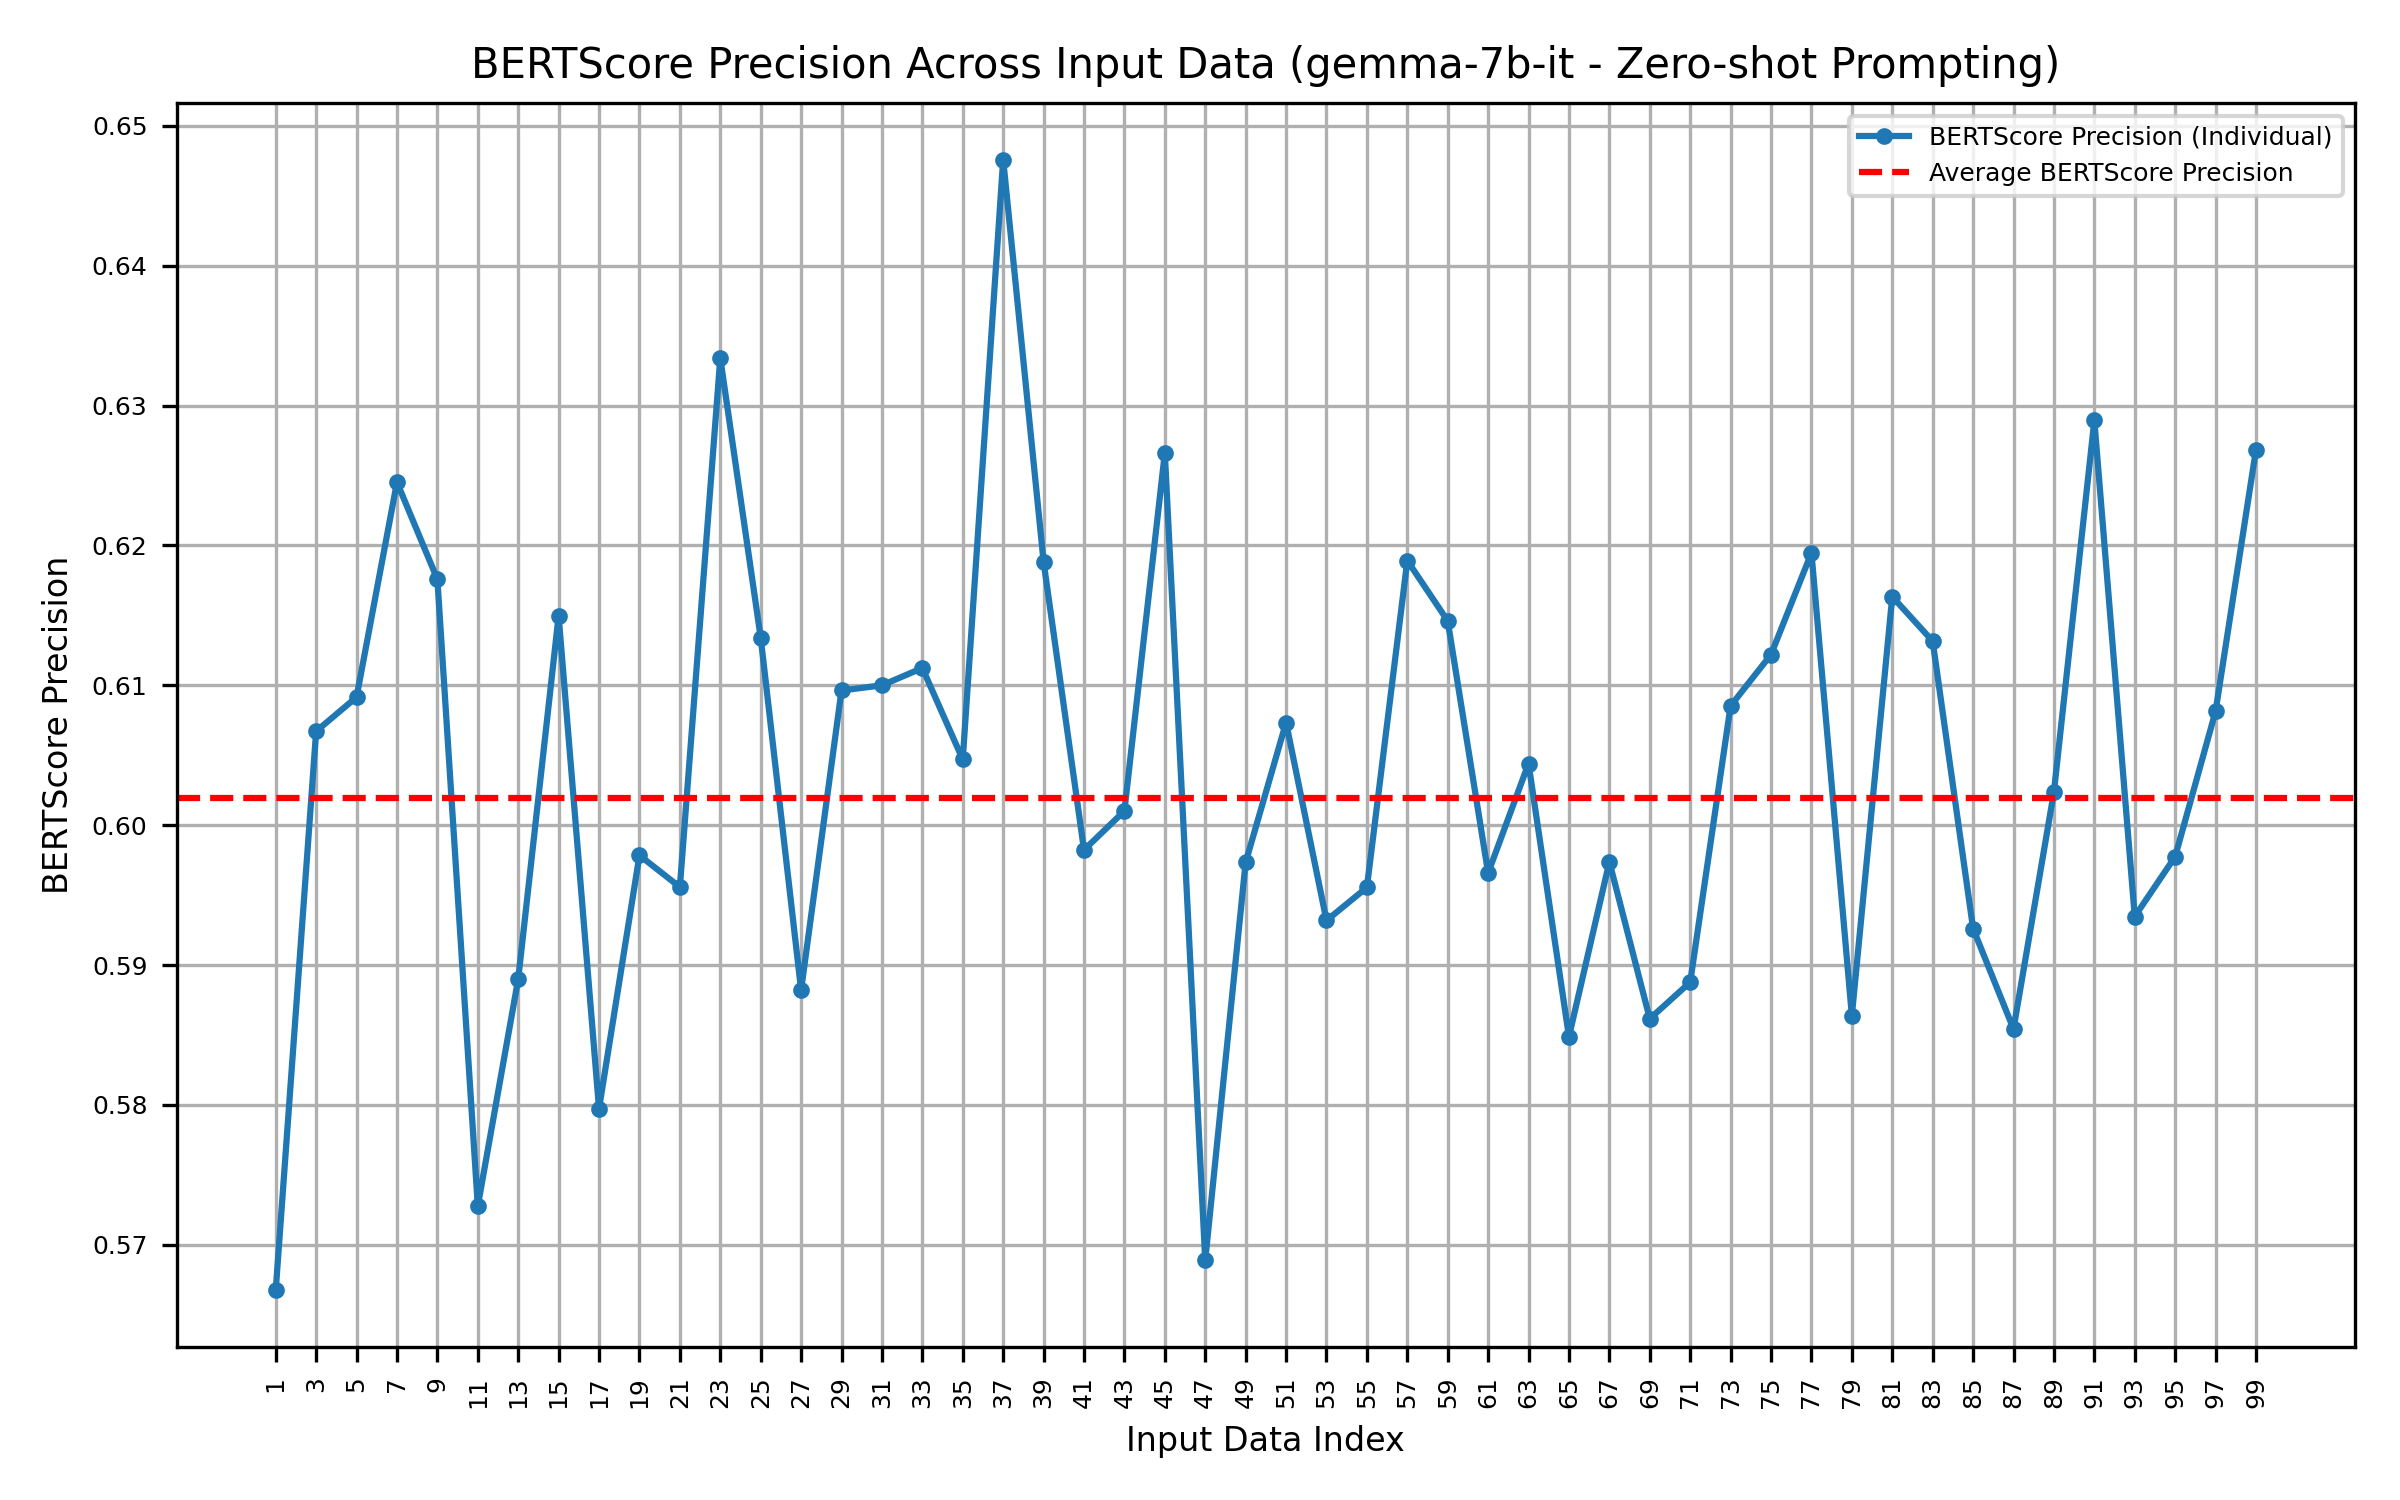 BERTScore Precision Across Input Data (gemma-7b-it - Zero-shot Prompting)
BERTScore Precision (Individual)
Average BERTScore Precision
BERTScore Precision
0.65
0.64
0.63
0.62
0.61
0.60
0.59
0.58
0.57
1 3 5 7 9 11 13 15 17 19 21 23 25 27 29 31 33 35 37 39 41 43 45 47 49 51 53 55 57 59 61 63 65 67 69 71 73 75 77 79 81 83 85 87 89 91 93 95 97 99
Input Data Index